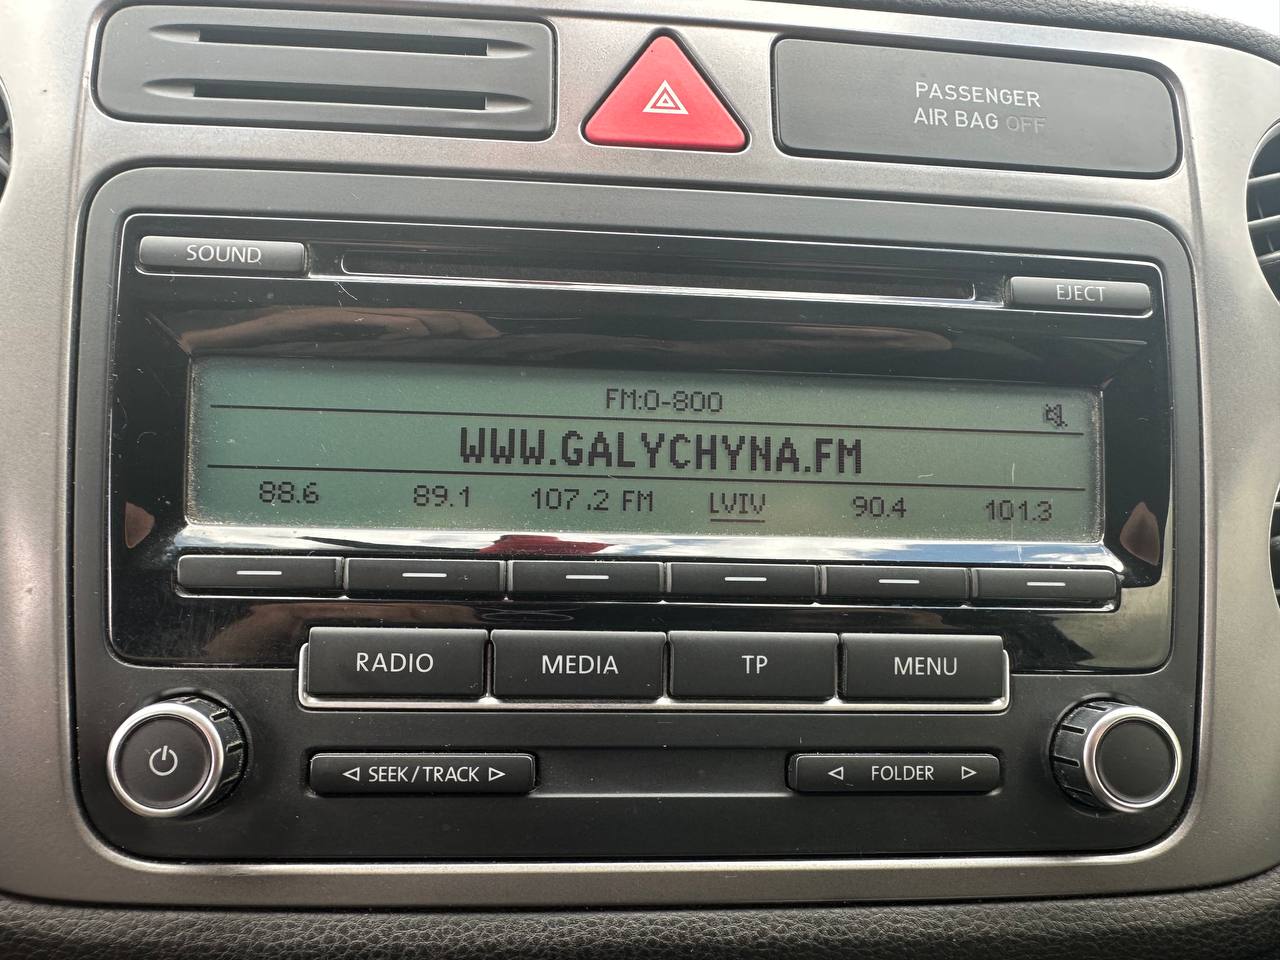 PASSENGER
AIR BAG OFF
SOUND
EJECT
FM:0-800
WWW.GALYCHYNA.FM
88.6 89.1 107.2 FM LVIV 90.4 101.3
RADIO MEDIA TP MENU
SEEK/TRACK FOLDER